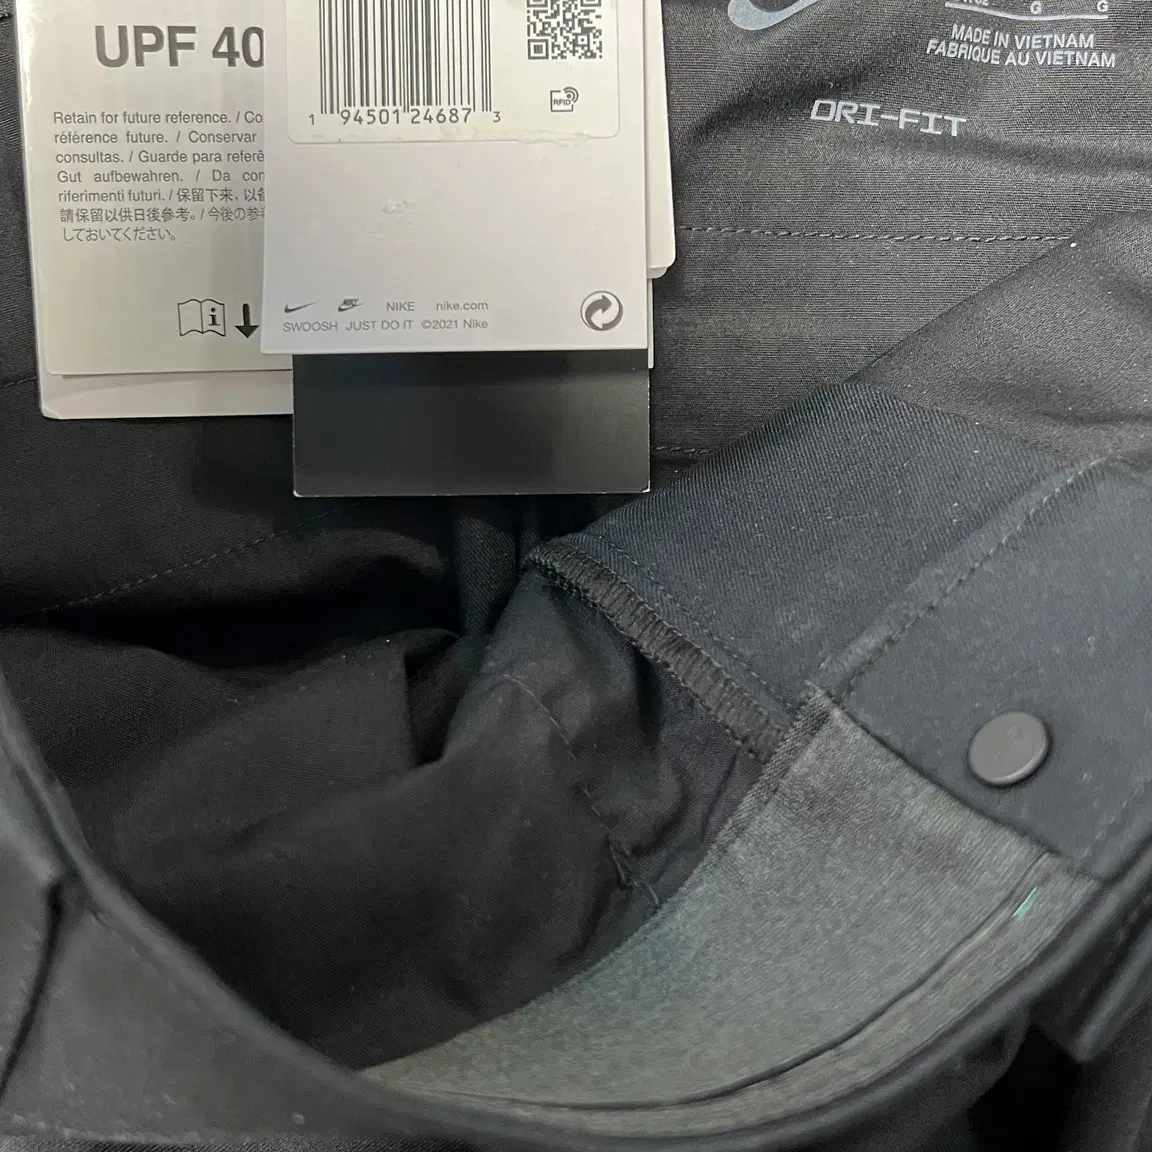 UPF 40
Retain for future reference. / Co
référence future. / Conservar
consultas. / Guarde para referê
Gut aufbewahren. / Da con
riferimenti futuri. / 保留下来，以备
請保留以供日後參考。/ 今後の参考
しておいてください。
i
1 94501 24687 3
RFID
NIKE nike.com
SWOOSH JUST DO IT ©2021 Nike
G G
MADE IN VIETNAM
FABRIQUE AU VIETNAM
DRI-FIT